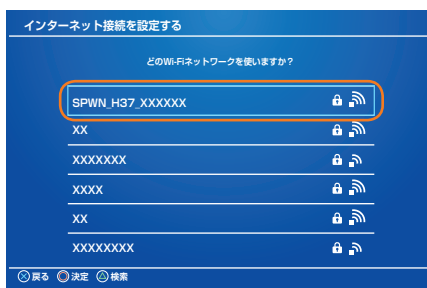 インターネット接続を設定する
どのWi-Fiネットワークを使いますか？
SPWN_H37_XXXXXX
XX
XXXXXXX
XXXX
XX
XXXXXXXX
戻る 決定 検索